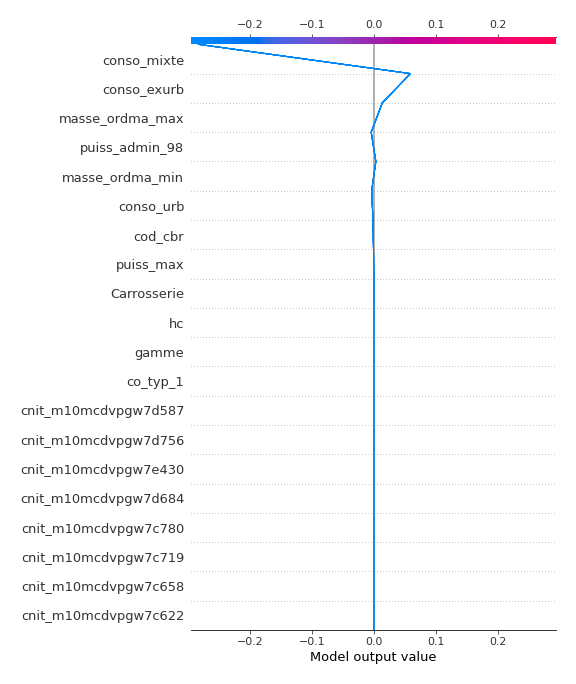 −0.2 −0.1 0.0 0.1 0.2
conso_mixte
conso_exurb
masse_ordma_max
puiss_admin_98
masse_ordma_min
conso_urb
cod_cbr
puiss_max
Carrosserie
hc
gamme
co_typ_1
cnit_m10mcdvpgw7d587
cnit_m10mcdvpgw7d756
cnit_m10mcdvpgw7e430
cnit_m10mcdvpgw7d684
cnit_m10mcdvpgw7c780
cnit_m10mcdvpgw7c719
cnit_m10mcdvpgw7c658
cnit_m10mcdvpgw7c622
−0.2 −0.1 0.0 0.1 0.2
Model output value